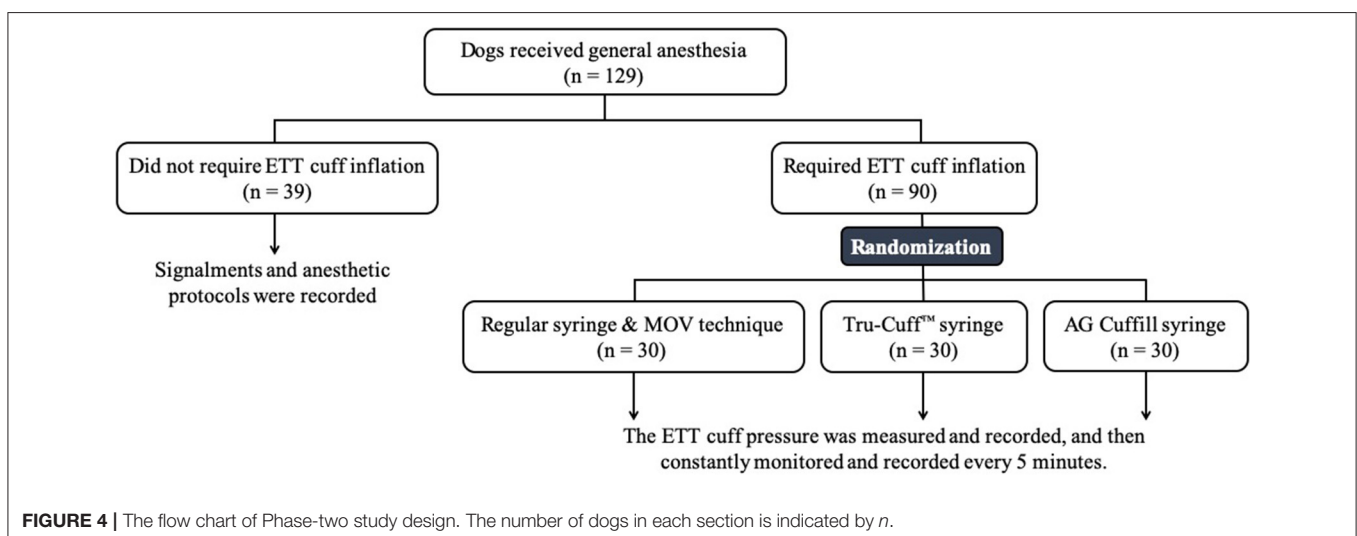 Dogs received general anesthesia
(n = 129)
Did not require ETT cuff inflation
(n = 39)
Required ETT cuff inflation
(n = 90)
Randomization
Signalments and anesthetic
protocols were recorded
Regular syringe & MOV technique
(n = 30)
Tru-Cuff™ syringe
(n = 30)
AG Cuffill syringe
(n = 30)
The ETT cuff pressure was measured and recorded, and then
constantly monitored and recorded every 5 minutes.
FIGURE 4 | The flow chart of Phase-two study design. The number of dogs in each section is indicated by n.